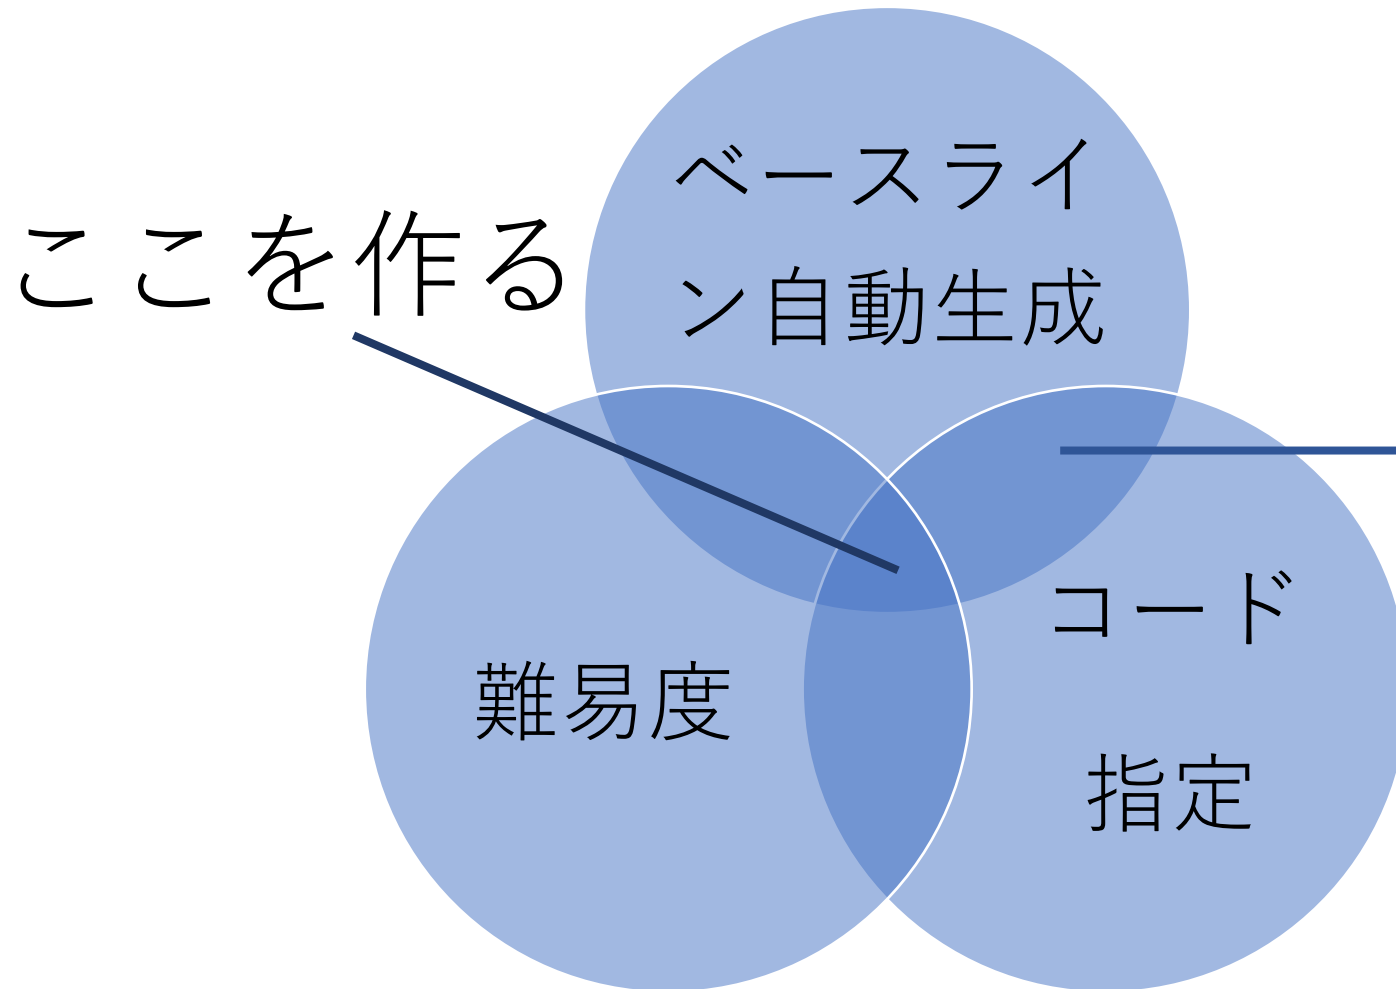 ベースライ
ン自動生成
ここを作る
コード
難易度
指定